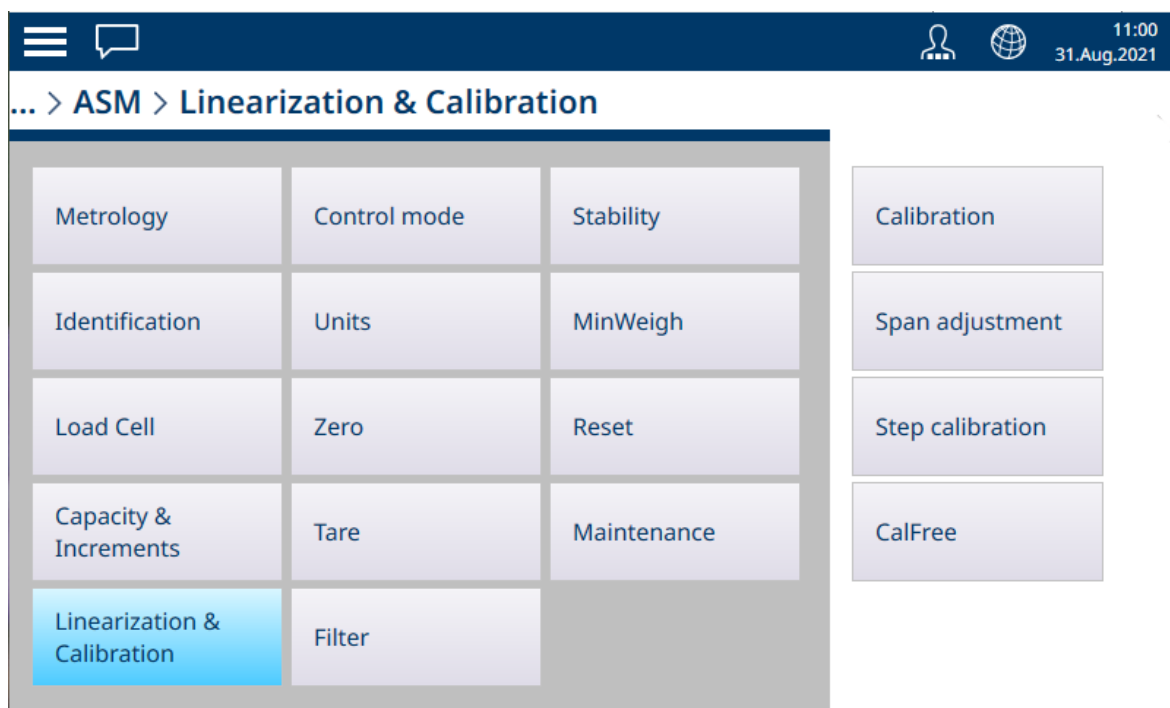 11:00
31.Aug.2021
... > ASM > Linearization & Calibration
Metrology
Control mode
Stability
Calibration
Identification
Units
MinWeigh
Span adjustment
Load Cell
Zero
Reset
Step calibration
Capacity &
Increments
Tare
Maintenance
CalFree
Linearization &
Calibration
Filter